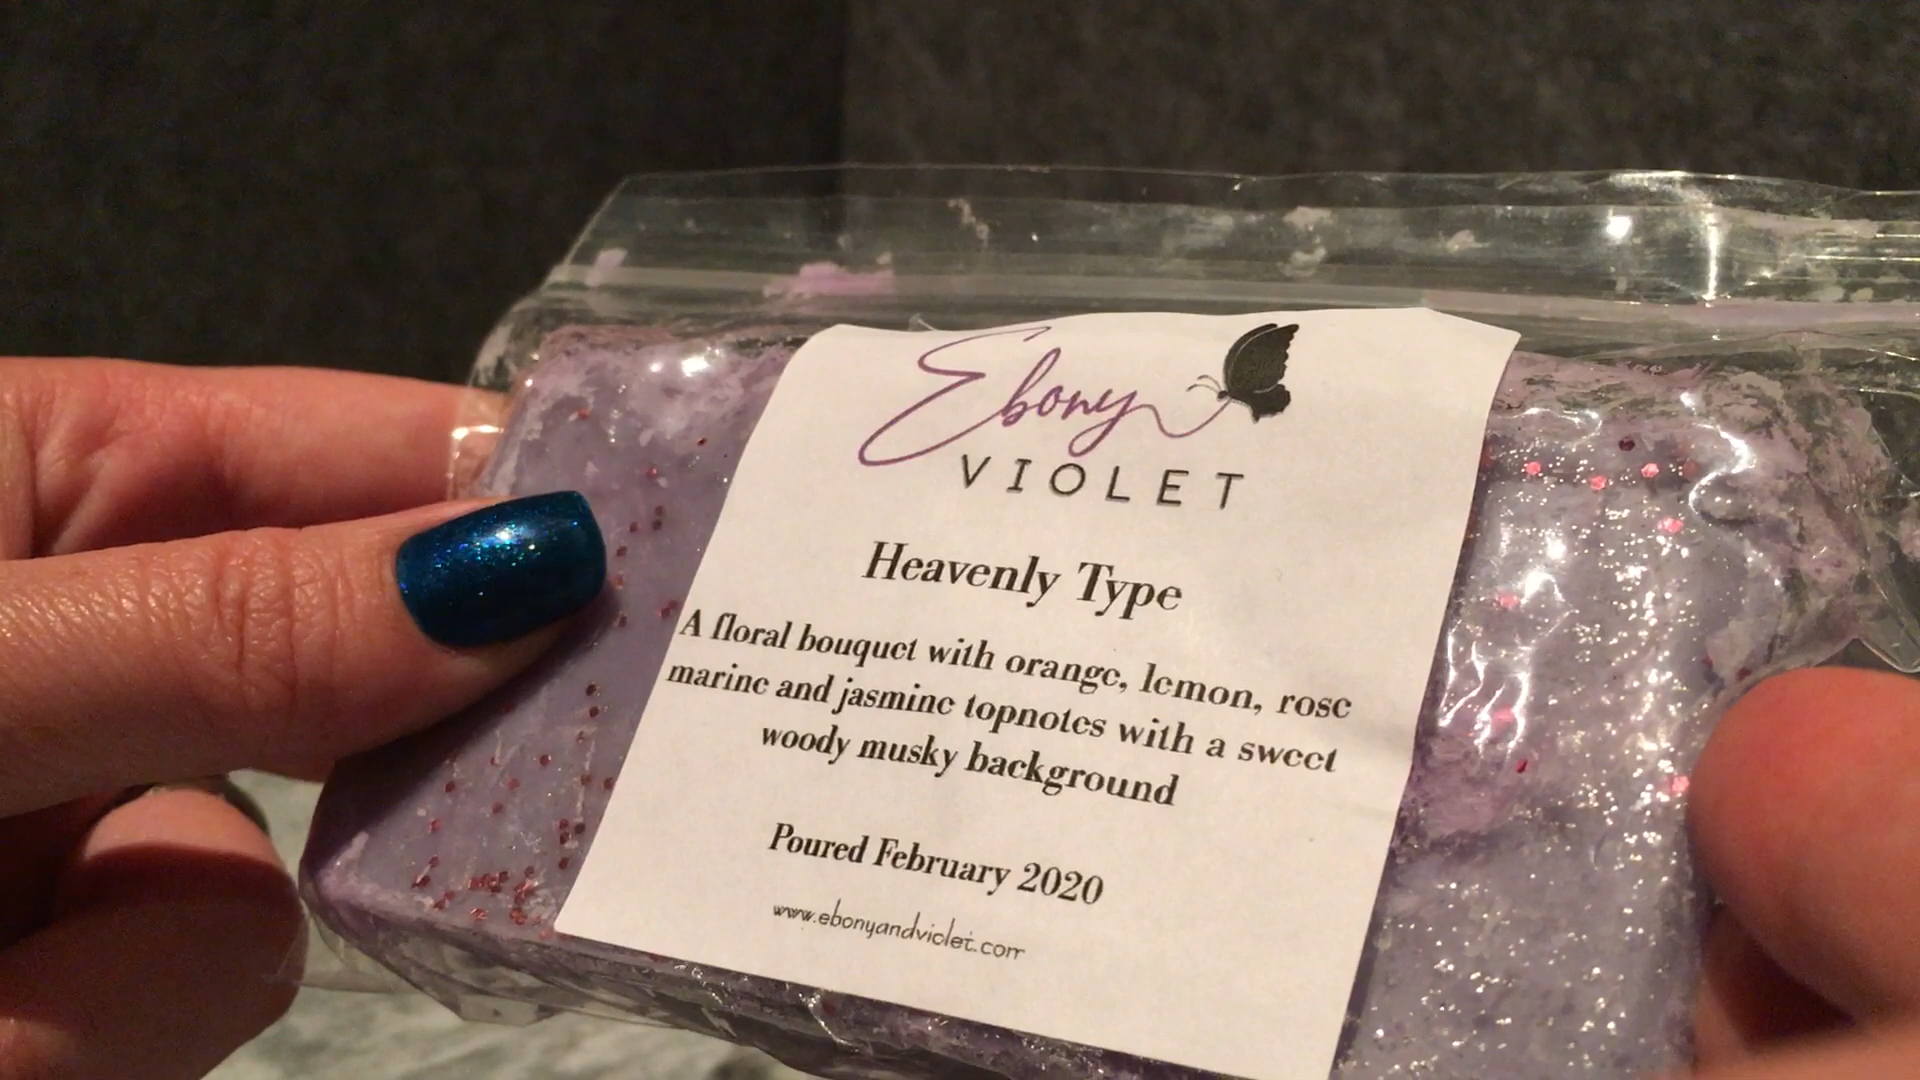 Ebony
VIOLET
Heavenly Type
A floral bouquet with orange, lemon, rose
marine and jasmine topnotes with a sweet
woody musky background
Poured February 2020
www.ebonyandviolet.com